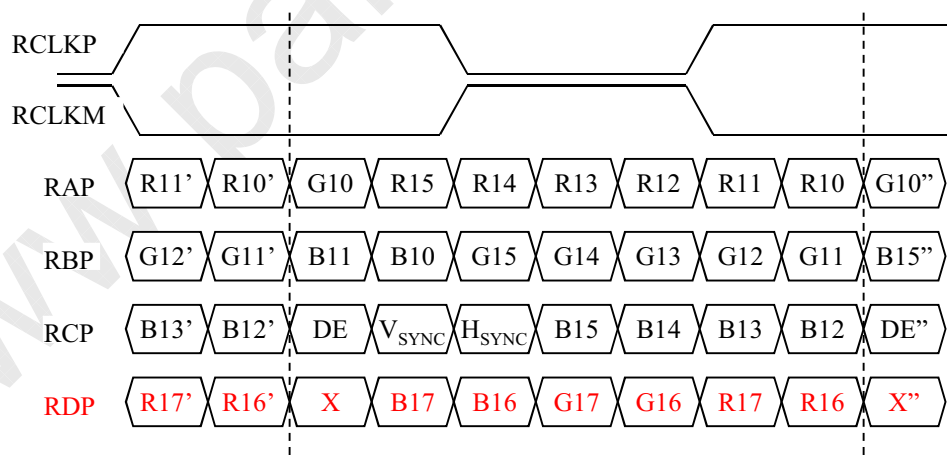 RCLKP
RCLKM
RAP R11’ R10’ G10 R15 R14 R13 R12 R11 R10 G10”
RBP G12’ G11’ B11 B10 G15 G14 G13 G12 G11 B15”
RCP B13’ B12’ DE VSYNC HSYNC B15 B14 B13 B12 DE”
RDP R17’ R16’ X B17 B16 G17 G16 R17 R16 X”